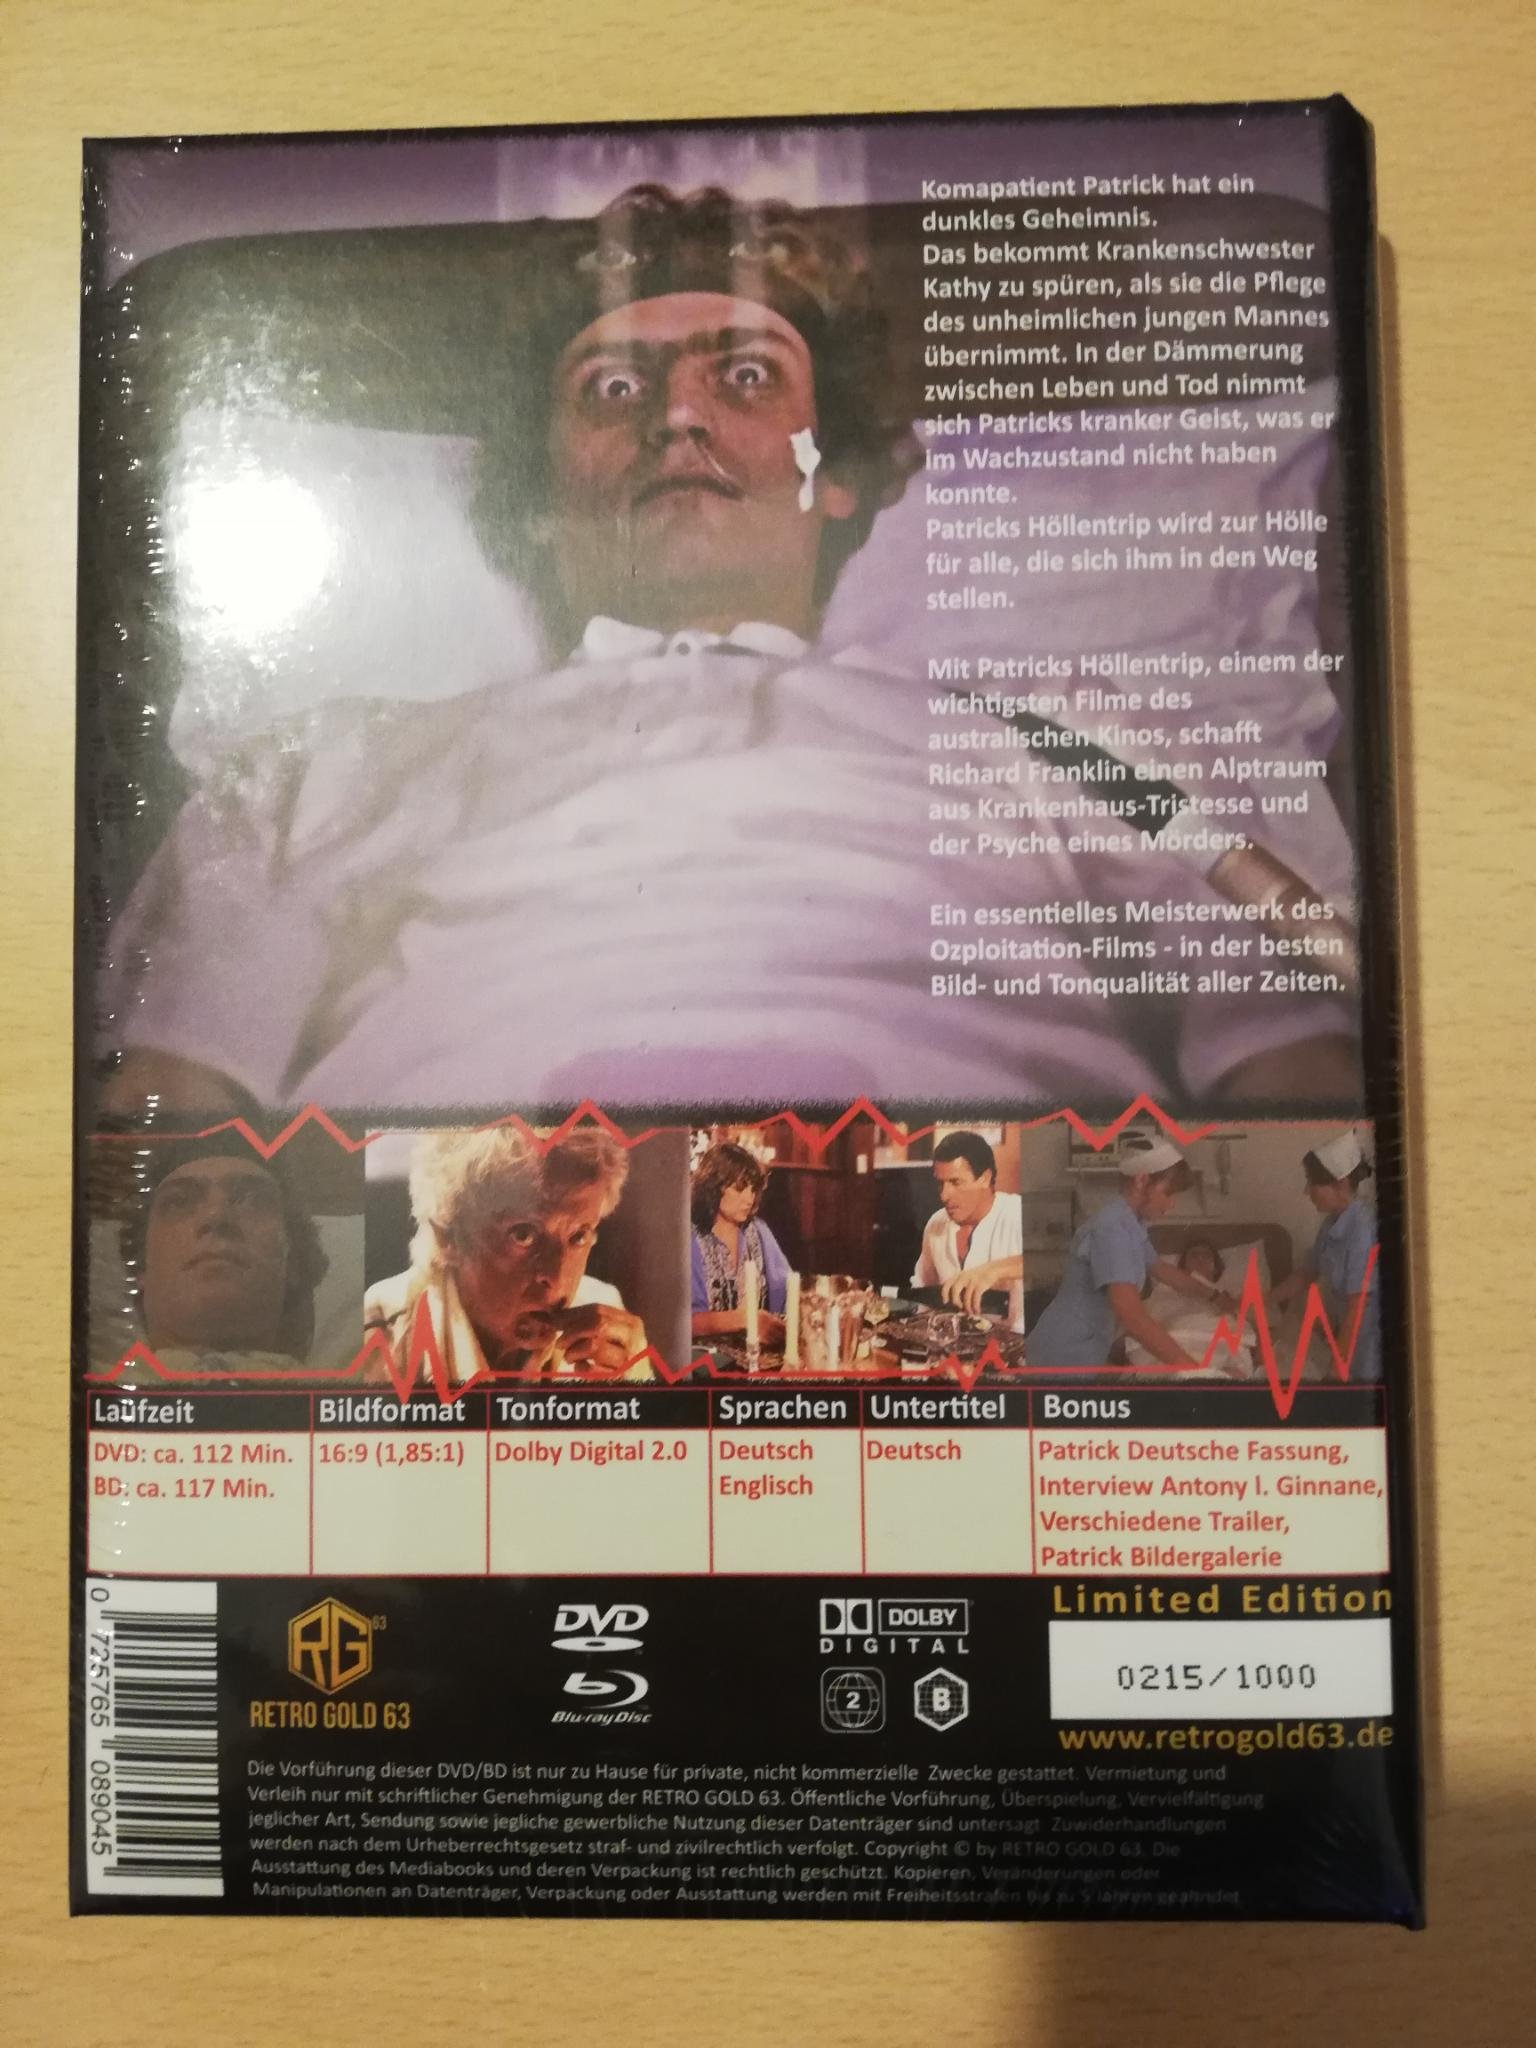 Komapatient Patrick hat ein
dunkles Geheimnis.
Das bekommt Krankenschwester
Kathy zu spüren, als sie die Pflege
des unheimlichen jungen Mannes
übernimmt. In der Dämmerung
zwischen Leben und Tod nimmt
sich Patricks kranker Geist, was er
im Wachzustand nicht haben
konnte.
Patricks Höllentrip wird zur Hölle
für alle, die sich ihm in den Weg
stellen.
Mit Patricks Höllentrip, einem der
wichtigsten Filme des
australischen Kinos, schafft
Richard Franklin einen Alptraum
aus Krankenhaus-Tristesse und
der Psyche eines Mörders.
Ein essentielles Meisterwerk des
Ozploitation-Films - in der besten
Bild- und Tonqualität aller Zeiten.
Laufzeit Bildformat Tonformat Sprachen Untertitel Bonus
DVD: ca. 112 Min. 16:9 (1,85:1) Dolby Digital 2.0 Deutsch Deutsch Patrick Deutsche Fassung,
BD: ca. 117 Min. Englisch Interview Antony I. Ginnane,
Verschiedene Trailer,
Patrick Bildergalerie
0 725765 089045
RG 63
RETRO GOLD 63
DVD
Blu-ray Disc
DOLBY
DIGITAL
2 B
Limited Edition
0215/1000
www.retrogold63.de
Die Vorführung dieser DVD/BD ist nur zu Hause für private, nicht kommerzielle Zwecke gestattet. Vermietung und
Verleih nur mit schriftlicher Genehmigung der RETRO GOLD 63. Öffentliche Vorführung, Überspielung, Vervielfältigung
jeglicher Art, Sendung sowie jegliche gewerbliche Nutzung dieser Datenträger sind untersagt Zuwiderhandlungen
werden nach dem Urheberrechtsgesetz straf- und zivilrechtlich verfolgt. Copyright © by RETRO GOLD 63. Die
Ausstattung des Mediabooks und deren Verpackung ist rechtlich geschützt. Kopieren, Veränderungen oder
Manipulationen an Datenträger, Verpackung oder Ausstattung werden mit Freiheitsstrafen bis zu 5 Jahren geahndet